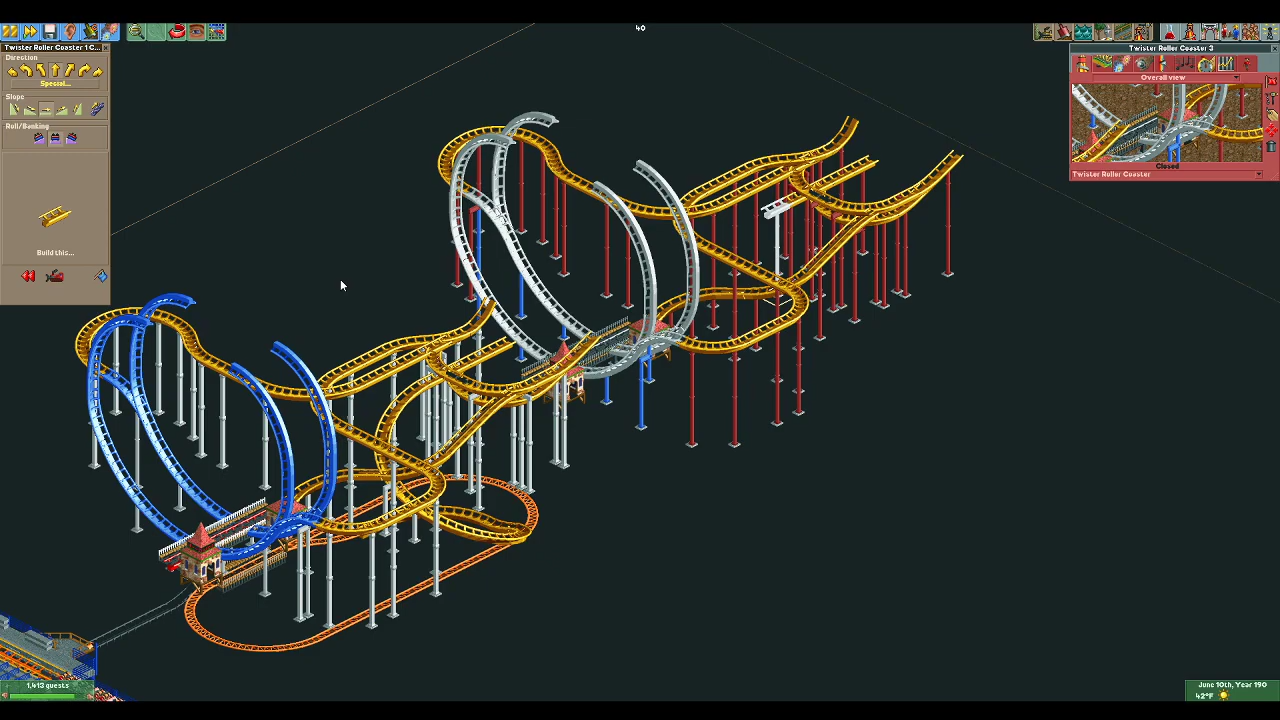 40
Twister Roller Coaster 1 C...
Direction
Special...
Slope
Roll/Banking
Build this...
Twister Roller Coaster 3
Overall view
Closed
Twister Roller Coaster
1,413 guests
June 10th, Year 190
42°F